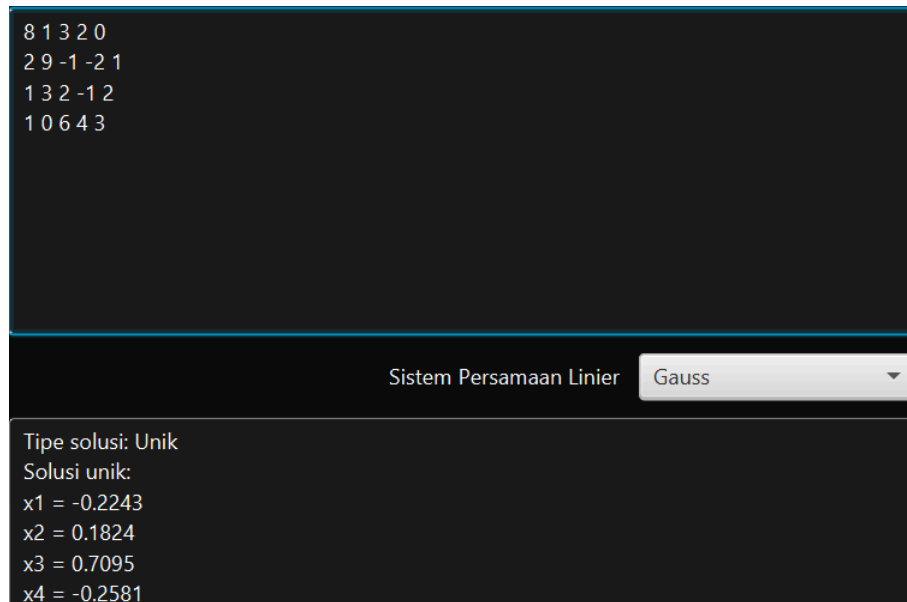 8 1 3 2 0
2 9 -1 -2 1
1 3 2 -1 2
1 0 6 4 3
Sistem Persamaan Linier
Gauss
Tipe solusi: Unik
Solusi unik:
x1 = -0.2243
x2 = 0.1824
x3 = 0.7095
x4 = -0.2581